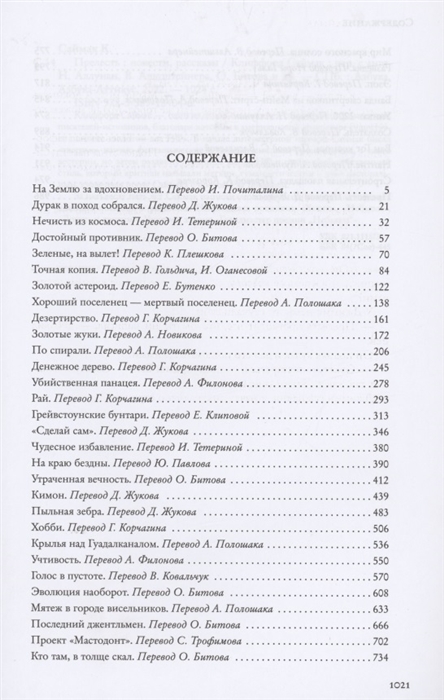 СОДЕРЖАНИЕ
На Землю за вдохновением. Перевод И. Почиталина 5
Дурак в поход собрался. Перевод Д. Жукова 21
Нечисть из космоса. Перевод И. Тетериной 32
Достойный противник. Перевод О. Битова 57
Зеленые, на вылет! Перевод К. Плешкова 70
Точная копия. Перевод В. Гольдича, И. Оганесовой 84
Золотой астероид. Перевод Е. Бутенко 122
Хороший поселенец — мертвый поселенец. Перевод А. Полошака 138
Дезертирство. Перевод Г. Корчагина 161
Золотые жуки. Перевод А. Новикова 172
По спирали. Перевод А. Полошака 206
Денежное дерево. Перевод Г. Корчагина 245
Убийственная панацея. Перевод А. Филонова 278
Рай. Перевод Г. Корчагина 293
Грейвстоунские бунтари. Перевод Е. Клиповой 313
«Сделай сам». Перевод Д. Жукова 346
Чудесное избавление. Перевод И. Тетериной 380
На краю бездны. Перевод Ю. Павлова 390
Утраченная вечность. Перевод О. Битова 412
Кимон. Перевод Д. Жукова 439
Пыльная зебра. Перевод Д. Жукова 483
Хобби. Перевод Г. Корчагина 506
Крылья над Гуадалканалом. Перевод А. Полошака 536
Учтивость. Перевод А. Филонова 550
Голос в пустоте. Перевод В. Ковальчук 570
Эволюция наоборот. Перевод О. Битова 608
Мятеж в городе висельников. Перевод А. Полошака 633
Последний джентльмен. Перевод О. Битова 666
Проект «Мастодонт». Перевод С. Трофимова 702
Кто там, в толще скал. Перевод О. Битова 734
1021